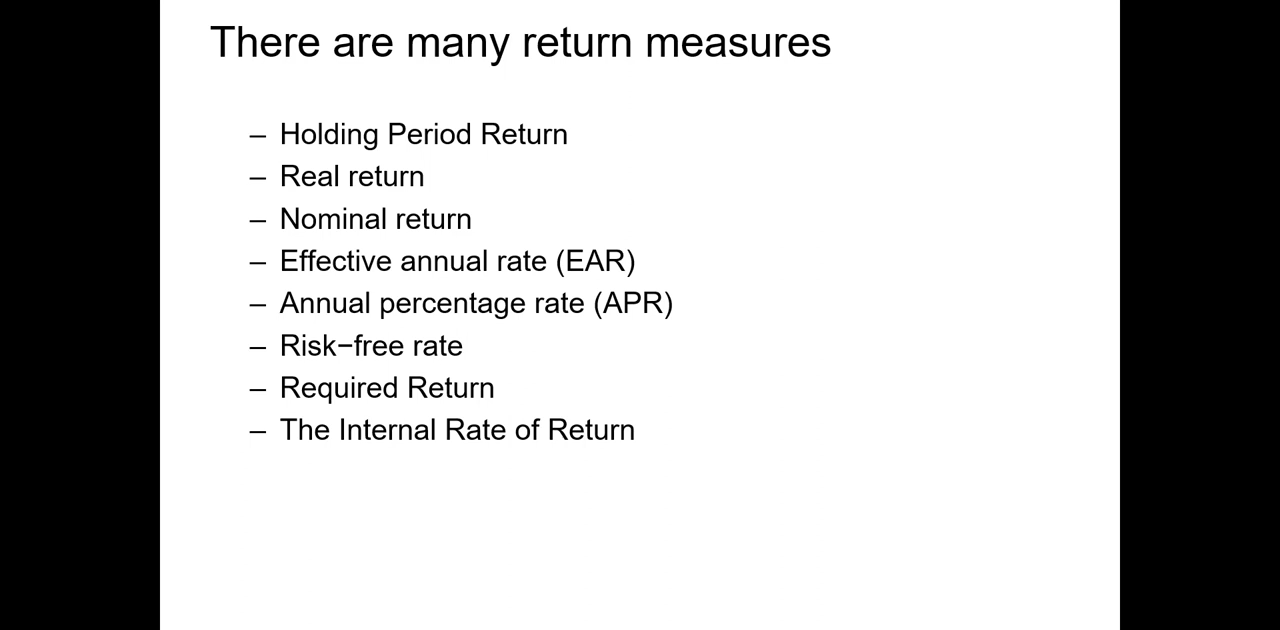 There are many return measures
– Holding Period Return
– Real return
– Nominal return
– Effective annual rate (EAR)
– Annual percentage rate (APR)
– Risk−free rate
– Required Return
– The Internal Rate of Return